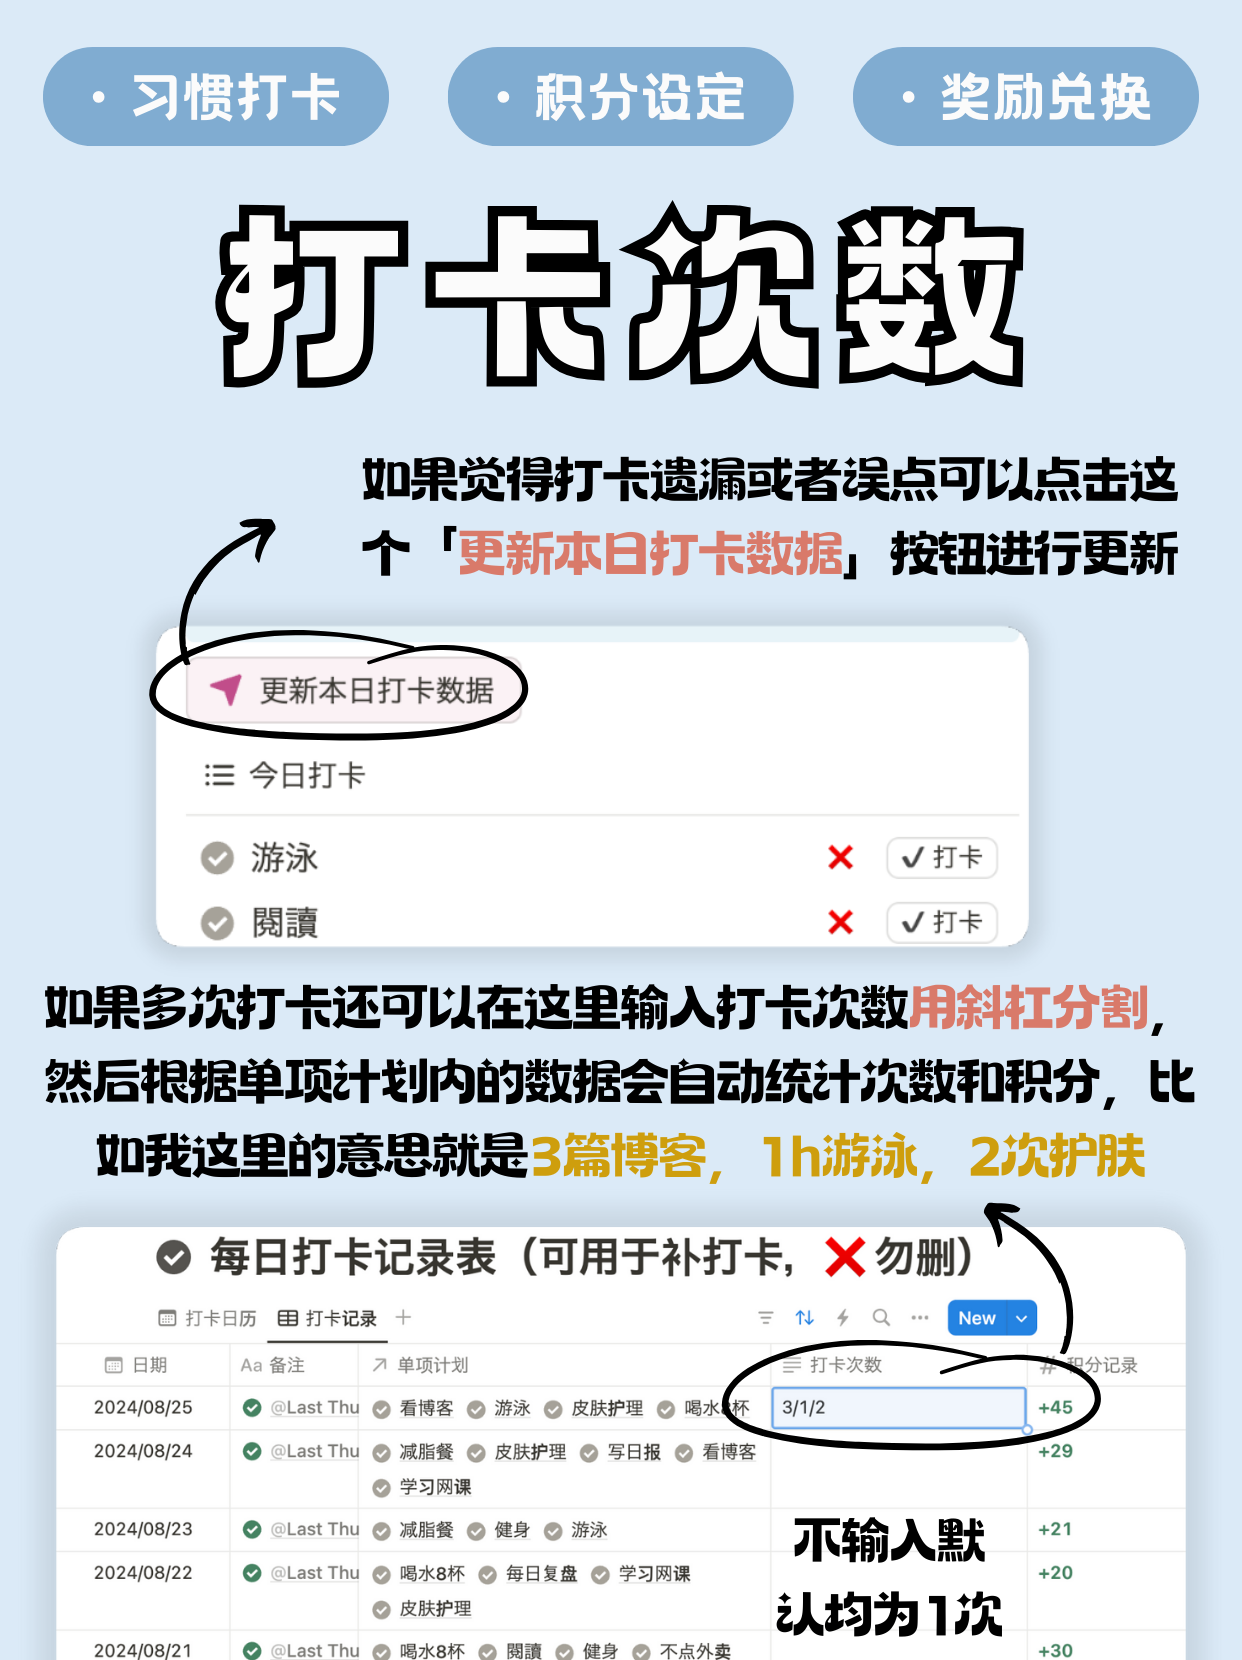 • 习惯打卡
• 积分设定
• 奖励兑换
打卡次数
如果觉得打卡遗漏或者误点可以点击这
个「更新本日打卡数据」按钮进行更新
更新本日打卡数据
今日打卡
游泳 ❌ ✓ 打卡
閱讀 ❌ ✓ 打卡
如果多次打卡还可以在这里输入打卡次数用斜扛分割，
然后根据单项计划内的数据会自动统计次数和积分，比
如我这里的意思就是3篇博客，1h游泳，2次护肤
每日打卡记录表（可用于补打卡，❌勿删）
打卡日历 打卡记录 + New
日期 Aa 备注 单项计划 打卡次数 # 积分记录
2024/08/25 @Last Thu 看博客 游泳 皮肤护理 喝水8杯 3/1/2 +45
2024/08/24 @Last Thu 减脂餐 皮肤护理 写日报 看博客 +29
学习网课
2024/08/23 @Last Thu 减脂餐 健身 游泳 +21
2024/08/22 @Last Thu 喝水8杯 每日复盘 学习网课 +20
皮肤护理
2024/08/21 @Last Thu 喝水8杯 閱讀 健身 不点外卖 +30
不输入默
认均为1次